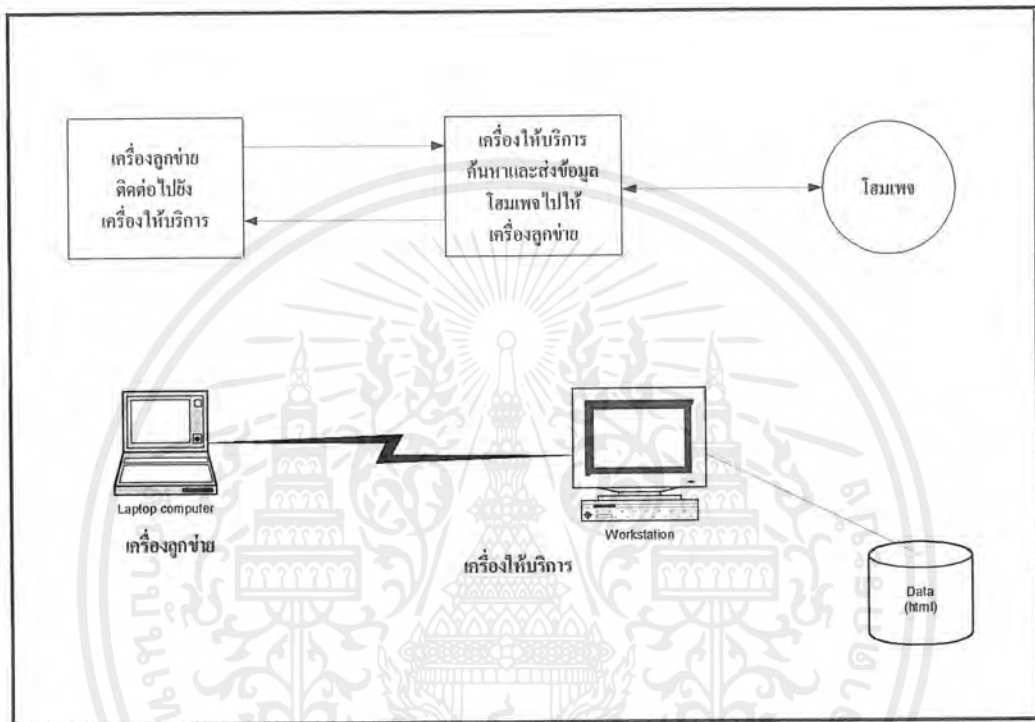 เครื่องลูกข่าย
ติดต่อไปยัง
เครื่องให้บริการ
เครื่องให้บริการ
ค้นหาและส่งข้อมูล
โฮมเพจไปให้
เครื่องลูกข่าย
โฮมเพจ
Laptop computer
เครื่องลูกข่าย
Workstation
เครื่องให้บริการ
Data
(html)